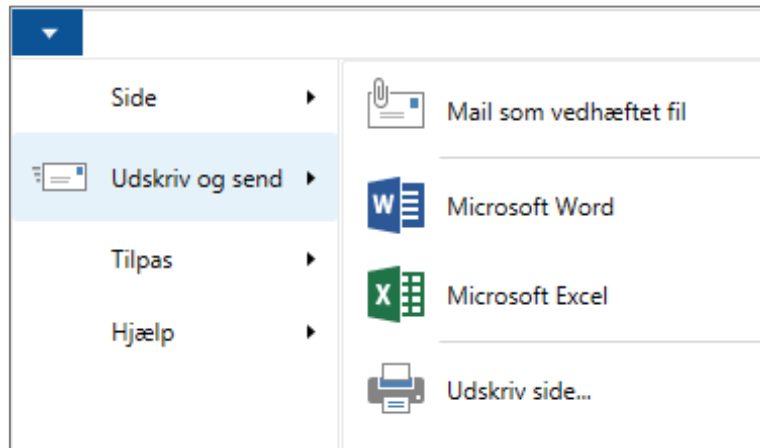 Side
Udskriv og send
Tilpas
Hjælp
Mail som vedhæftet fil
Microsoft Word
Microsoft Excel
Udskriv side...